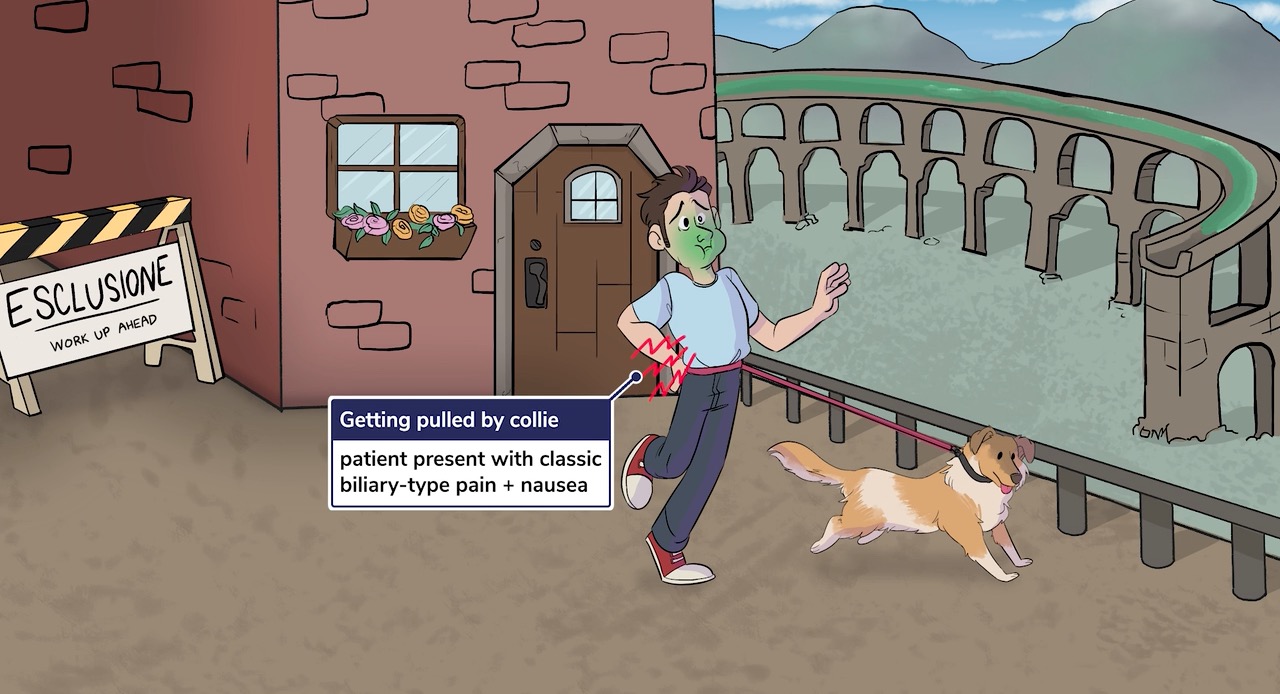 ESCLUSIONE
WORK UP AHEAD
Getting pulled by collie
patient present with classic
biliary-type pain + nausea